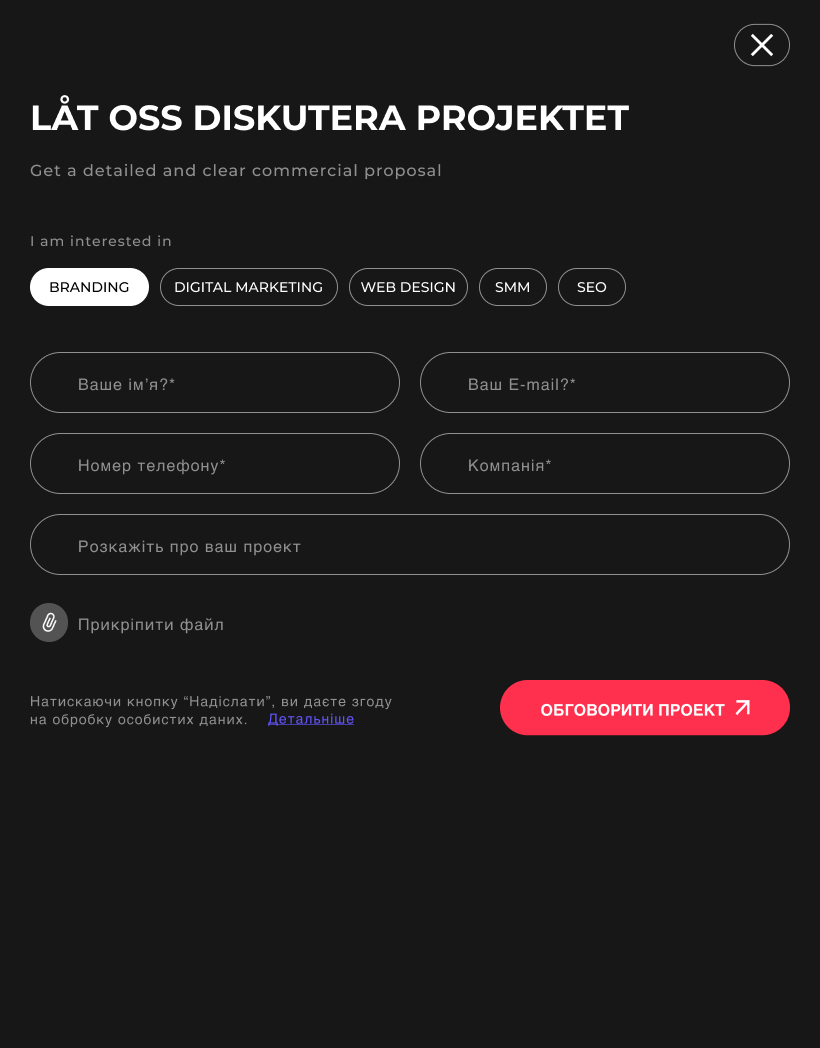 LÅT OSS DISKUTERA PROJEKTET
Get a detailed and clear commercial proposal
I am interested in
BRANDING
DIGITAL MARKETING
WEB DESIGN
SMM
SEO
Ваше ім’я?*
Ваш E-mail?*
Номер телефону*
Компанія*
Розкажіть про ваш проект
Прикріпити файл
Натискаючи кнопку “Надіслати”, ви даєте згоду
на обробку особистих даних. Детальніше
ОБГОВОРИТИ ПРОЕКТ